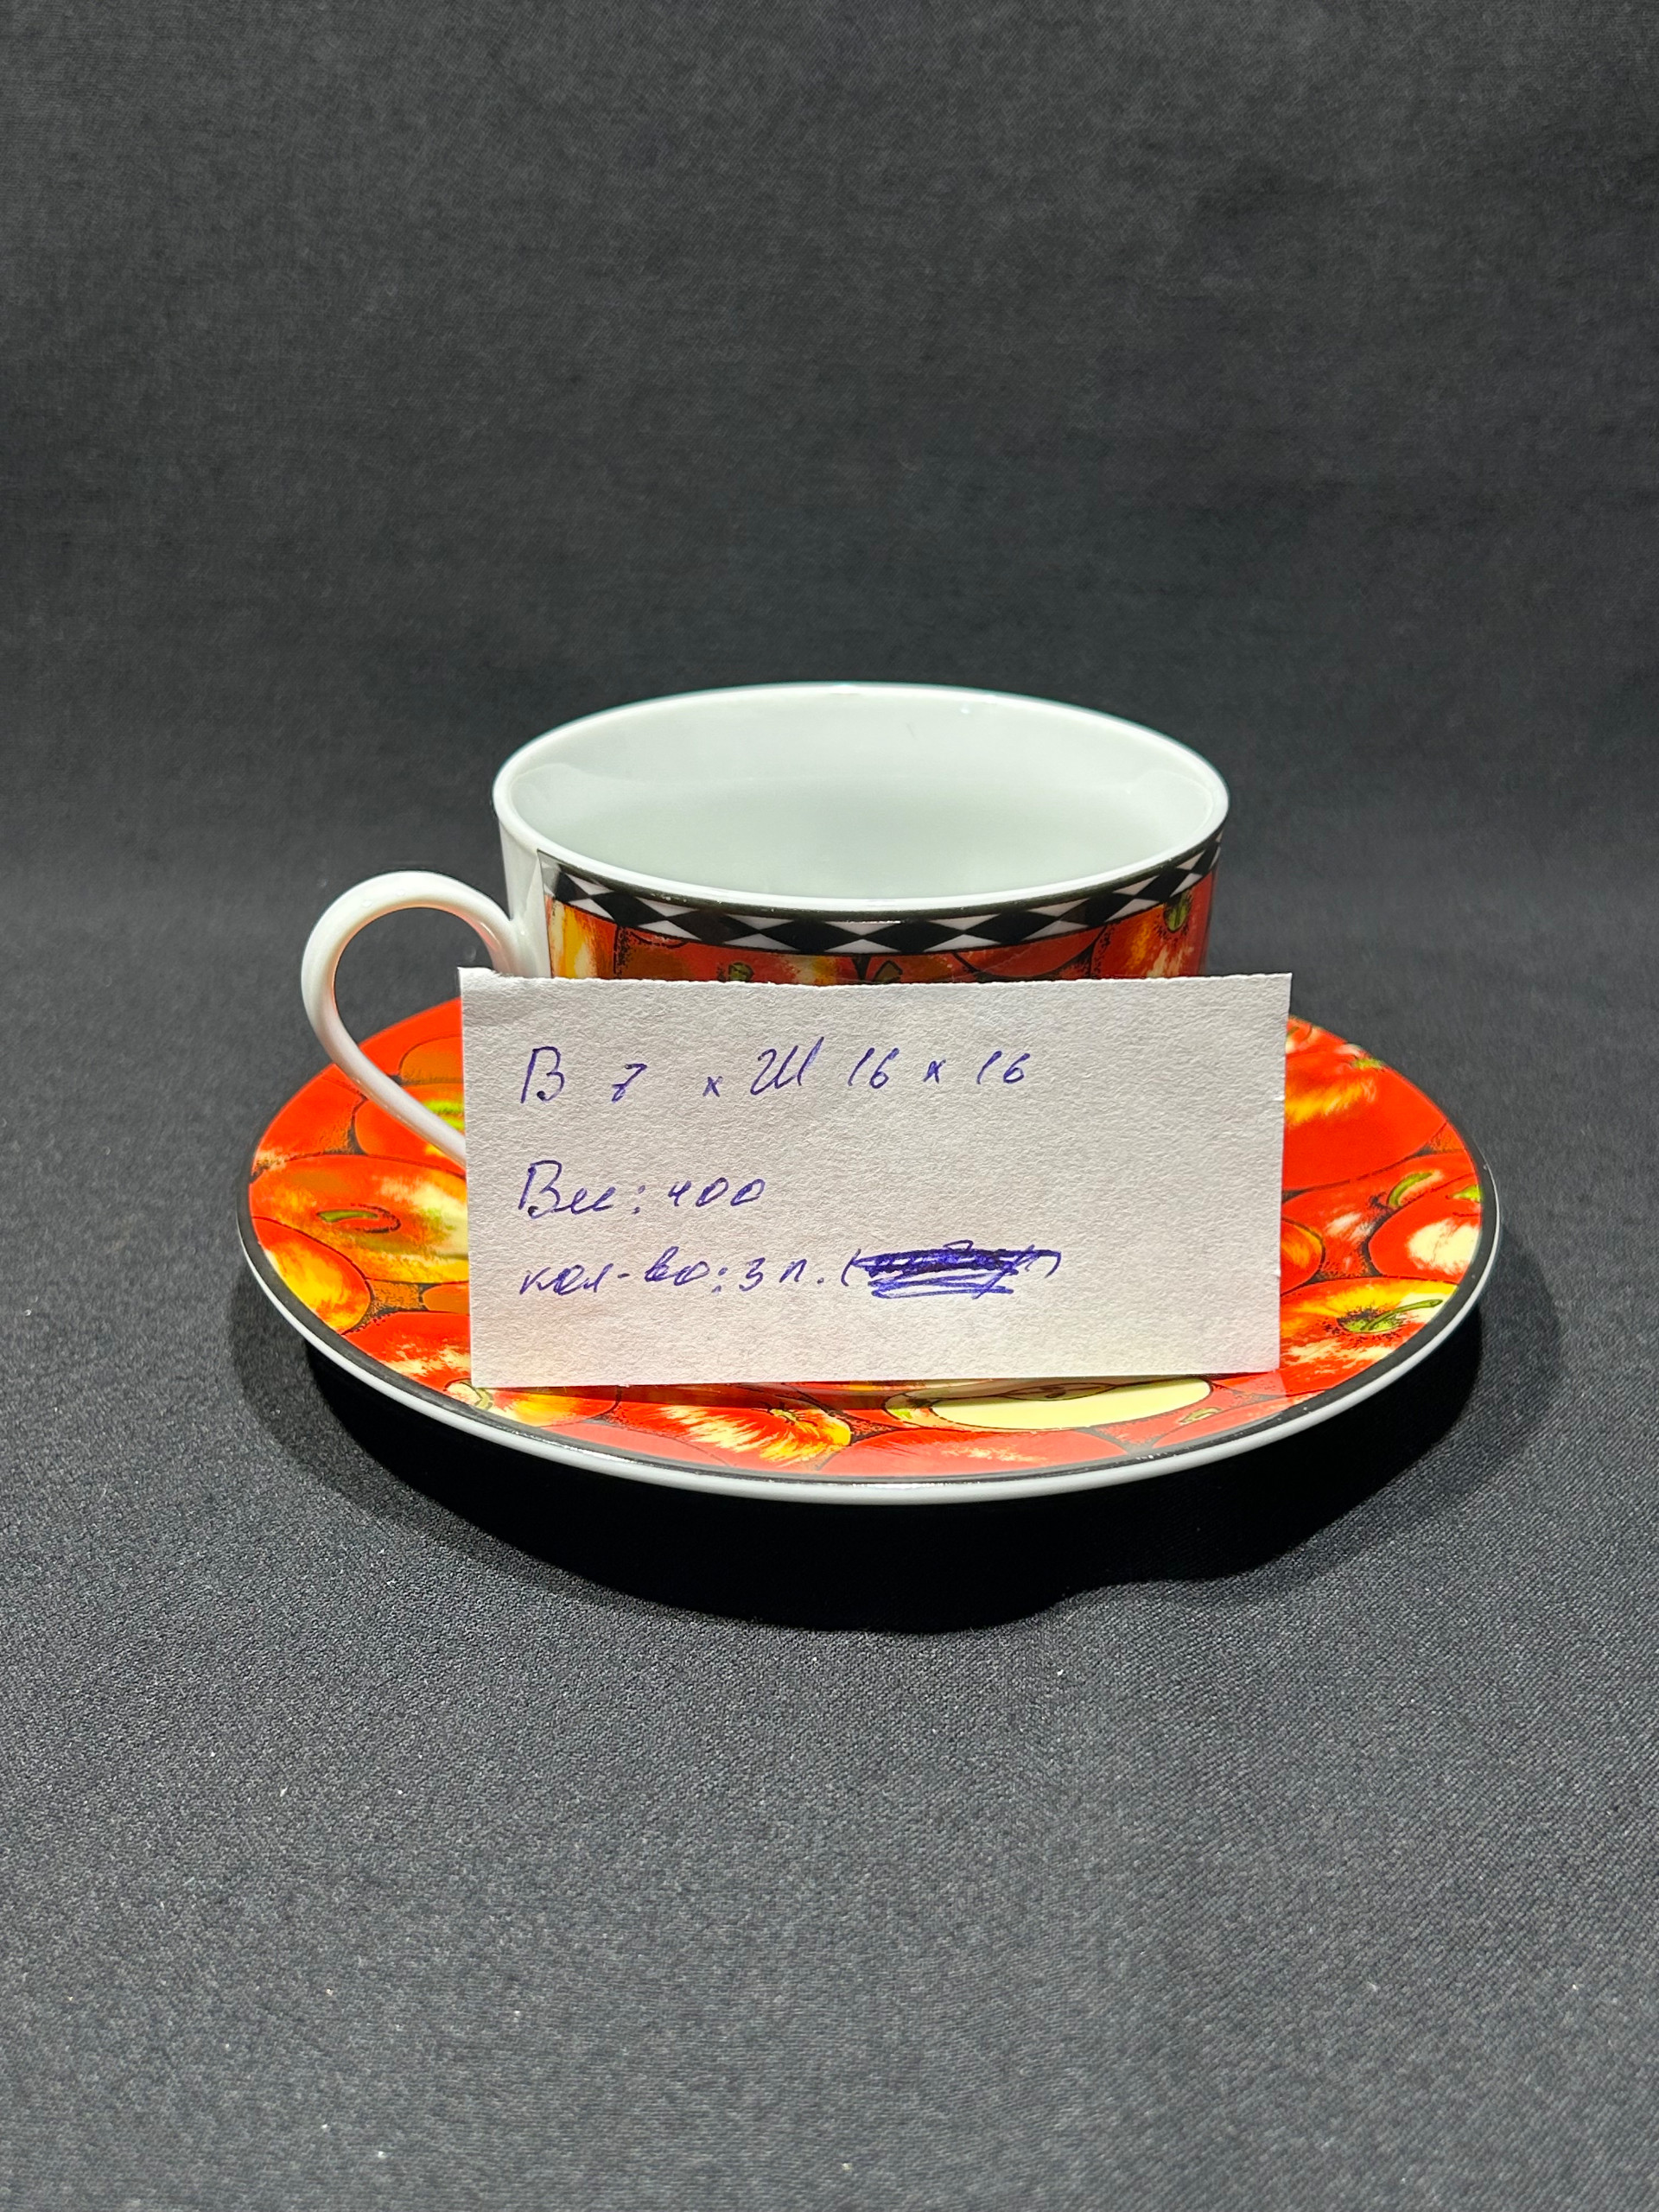 В 7 х Ш 16 х 16
Вес: 400
кол-во: 3 п.